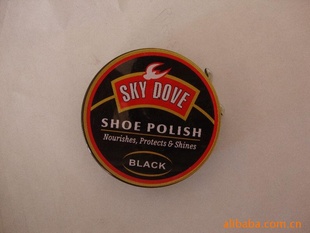 SKY DOVE
SHOE POLISH
Nourishes, Protects & Shines
BLACK
alibaba.com.cn